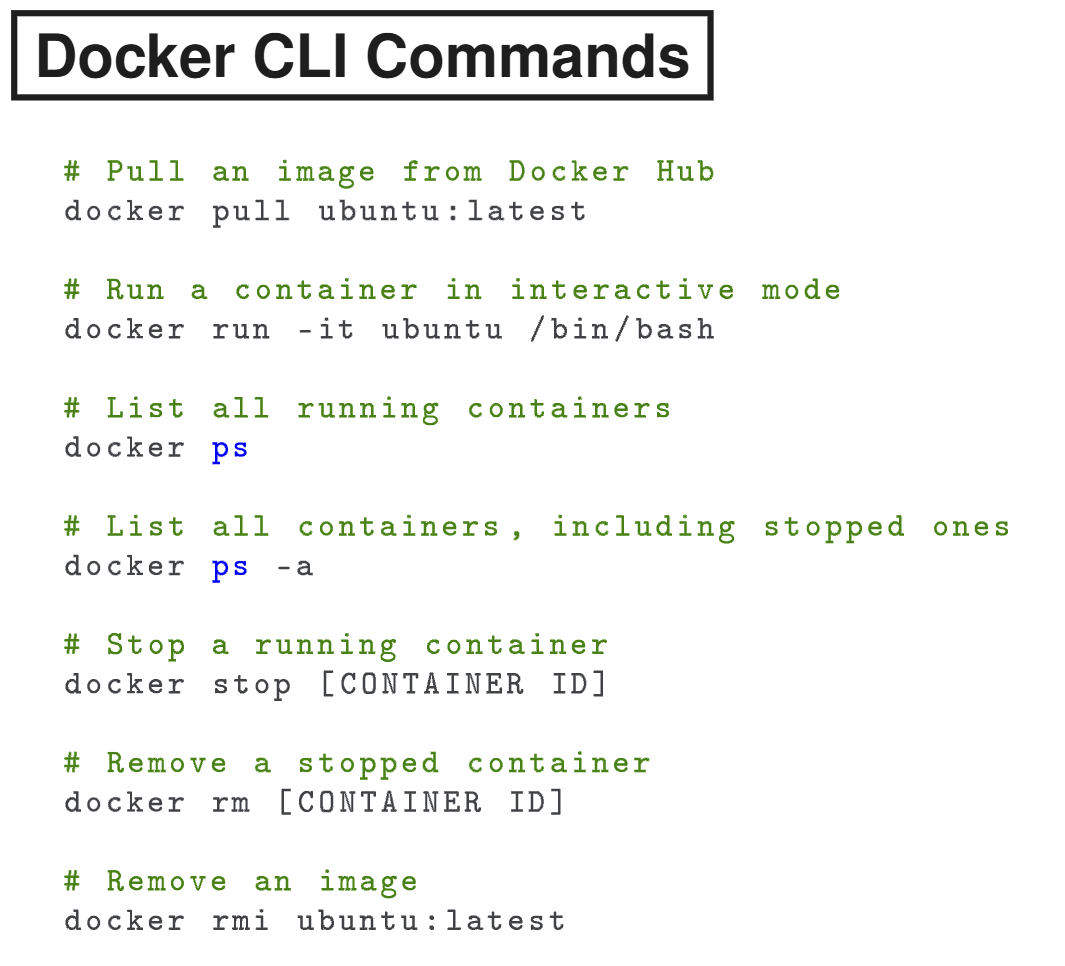 Docker CLI Commands
# Pull an image from Docker Hub
docker pull ubuntu:latest
# Run a container in interactive mode
docker run -it ubuntu /bin/bash
# List all running containers
docker ps
# List all containers, including stopped ones
docker ps -a
# Stop a running container
docker stop [CONTAINER ID]
# Remove a stopped container
docker rm [CONTAINER ID]
# Remove an image
docker rmi ubuntu:latest